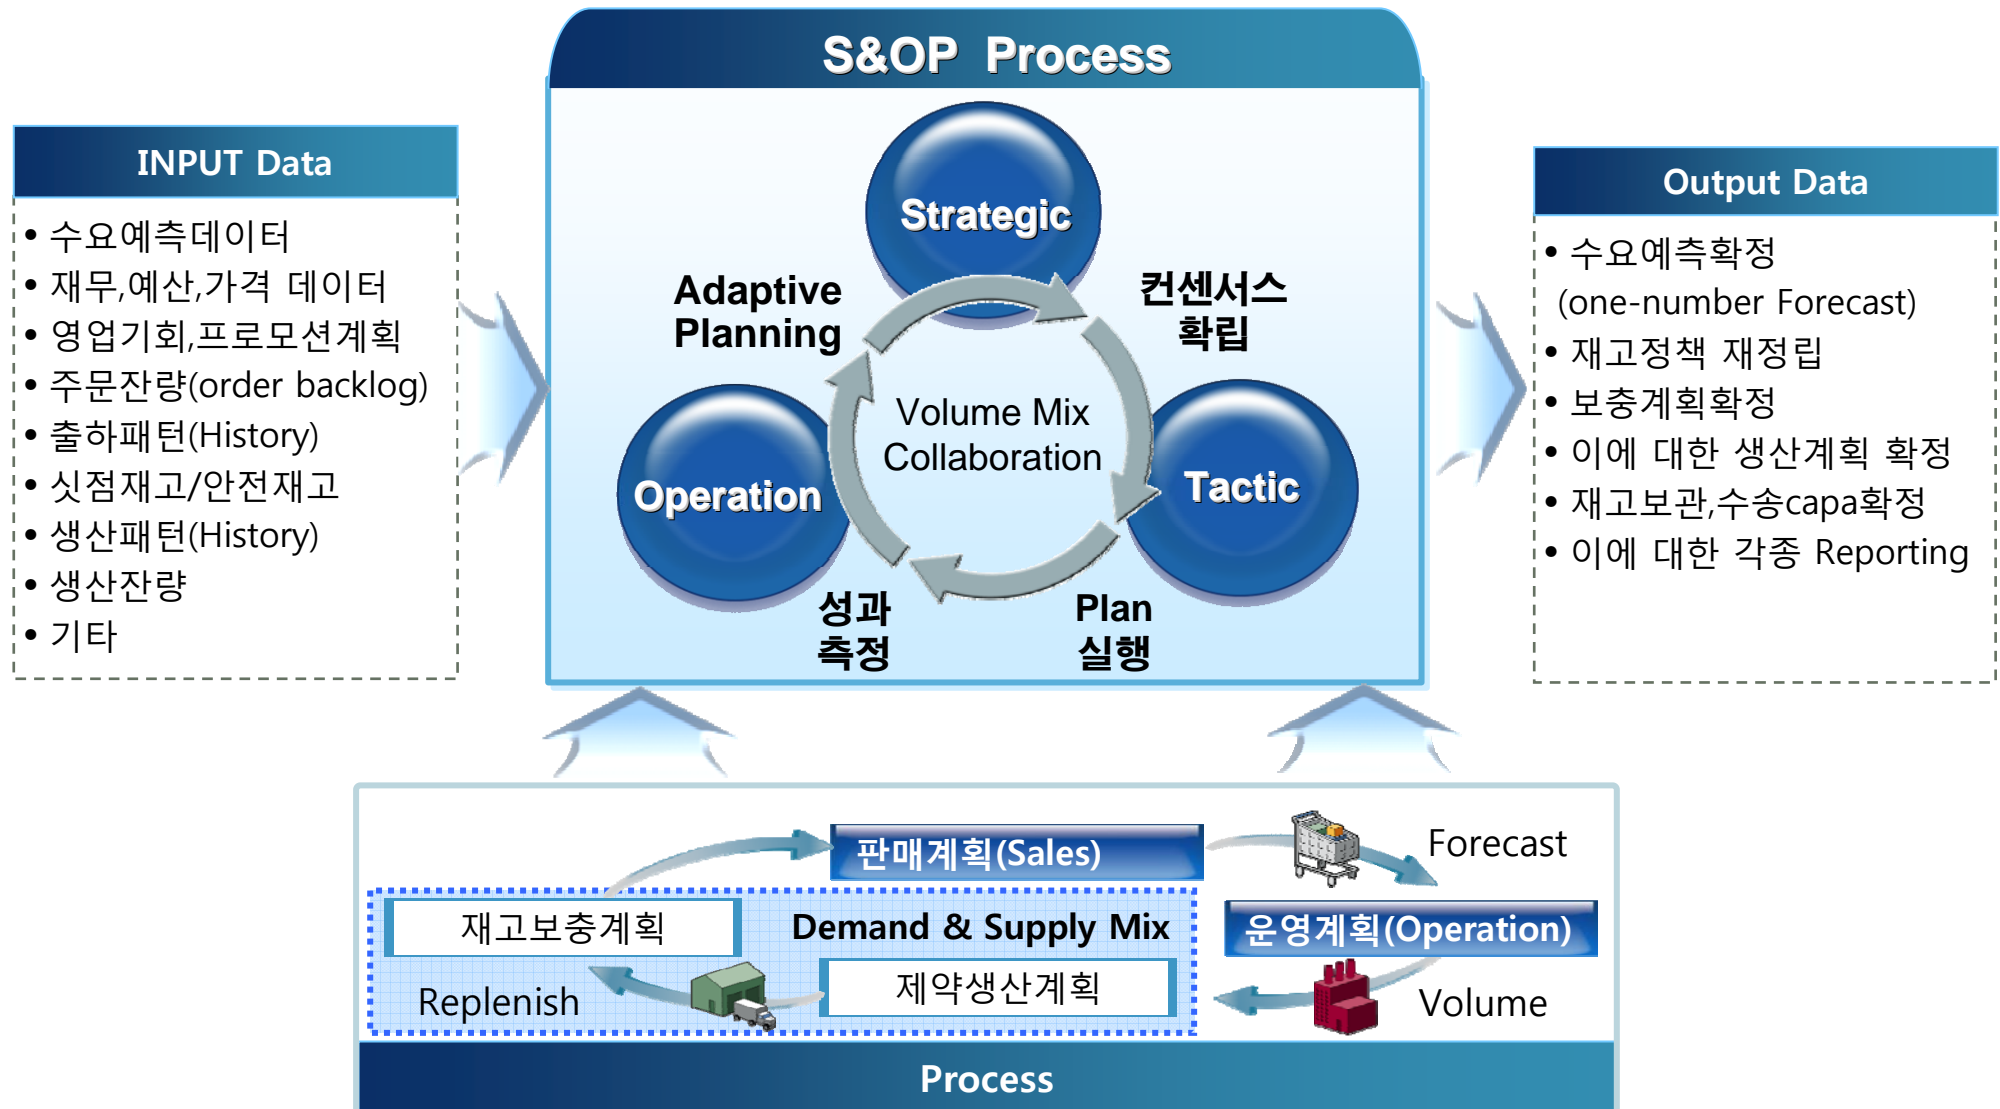 S&OP Process
INPUT Data
• 수요예측데이터
• 재무,예산,가격 데이터
• 영업기회,프로모션계획
• 주문잔량(order backlog)
• 출하패턴(History)
• 싯점재고/안전재고
• 생산패턴(History)
• 생산잔량
• 기타
Strategic
Adaptive
Planning
컨센서스
확립
Volume Mix
Collaboration
Operation
Tactic
성과
측정
Plan
실행
Output Data
• 수요예측확정
(one-number Forecast)
• 재고정책 재정립
• 보충계획확정
• 이에 대한 생산계획 확정
• 재고보관,수송capa확정
• 이에 대한 각종 Reporting
판매계획(Sales)
Forecast
재고보충계획
Demand & Supply Mix
운영계획(Operation)
Replenish
제약생산계획
Volume
Process